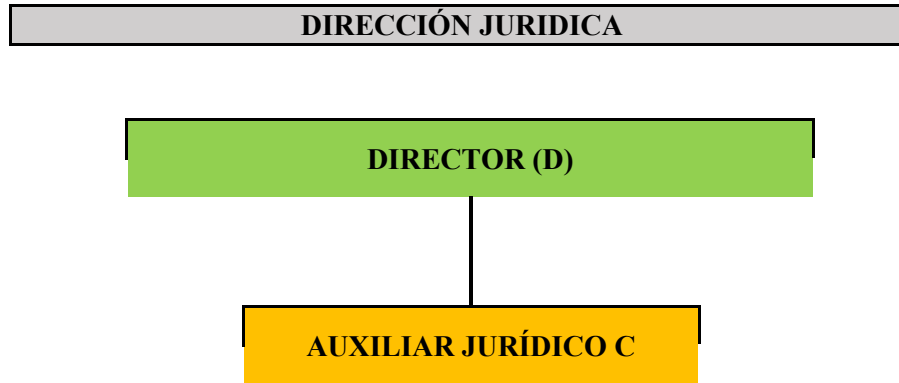 DIRECCIÓN JURIDICA
DIRECTOR (D)
AUXILIAR JURÍDICO C